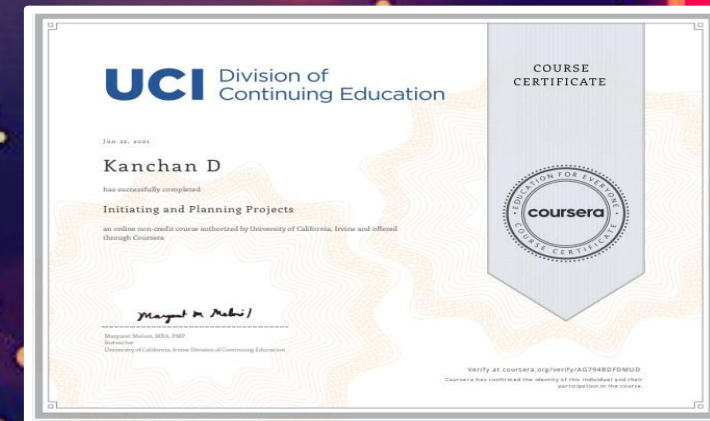 UCI Division of
Continuing Education
COURSE
CERTIFICATE
Jun 22, 2021
Kanchan D
has successfully completed
Initiating and Planning Projects
an online non-credit course authorized by University of California, Irvine and offered
through Coursera
EDUCATION FOR EVERYONE
coursera
COURSE CERTIFICATE
Margaret Meloni, MBA, PMP
Instructor
University of California, Irvine Division of Continuing Education
Verify at coursera.org/verify/AG794BDFDMUD
Coursera has confirmed the identity of this individual and their
participation in the course.